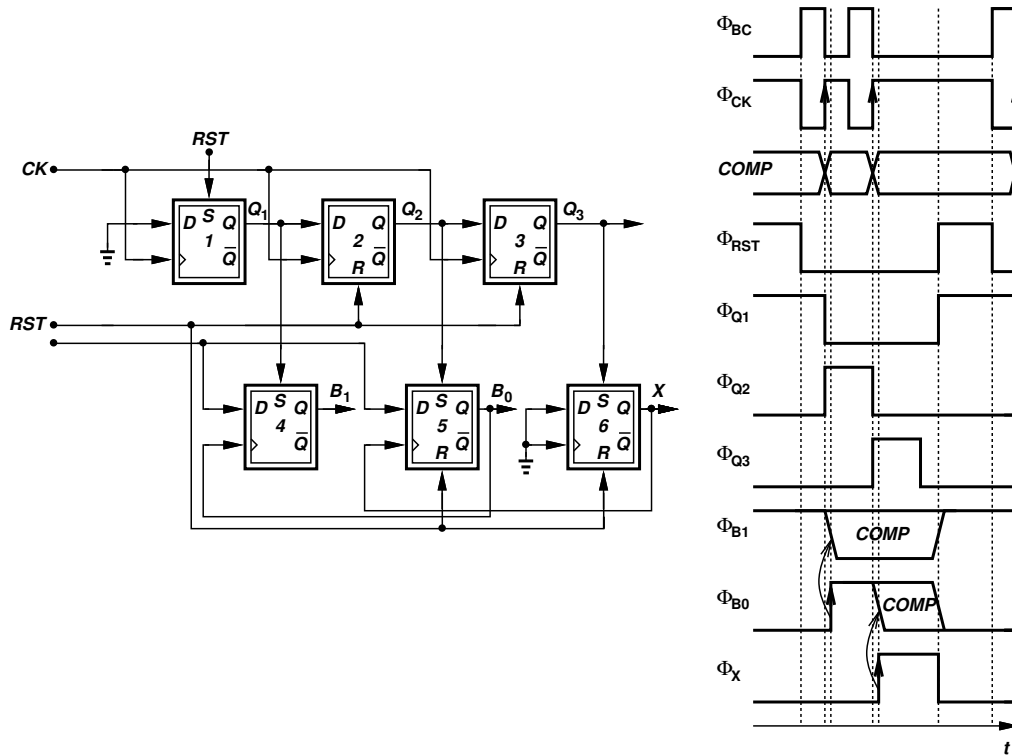 RST
CK
Q1 Q2 Q3
D S Q
1
Q̅
D Q
2
Q̅
R
D Q
3
Q̅
R
RST
B1 B0 X
D S Q
4
Q̅
D S Q
5
Q̅
R
D S Q
6
Q̅
R
ΦBC
ΦCK
COMP
ΦRST
ΦQ1
ΦQ2
ΦQ3
ΦB1
COMP
ΦB0
COMP
ΦX
t